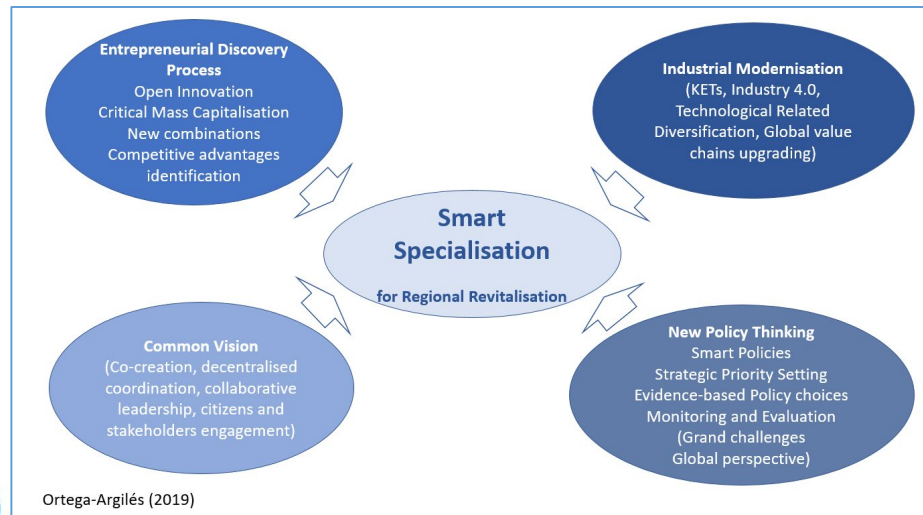 Entrepreneurial Discovery
Process
Open Innovation
Critical Mass Capitalisation
New combinations
Competitive advantages
identification
Industrial Modernisation
(KETs, Industry 4.0,
Technological Related
Diversification, Global value
chains upgrading)
Smart
Specialisation
for Regional Revitalisation
Common Vision
(Co-creation, decentralised
coordination, collaborative
leadership, citizens and
stakeholders engagement)
New Policy Thinking
Smart Policies
Strategic Priority Setting
Evidence-based Policy choices
Monitoring and Evaluation
(Grand challenges
Global perspective)
Ortega-Argilés (2019)